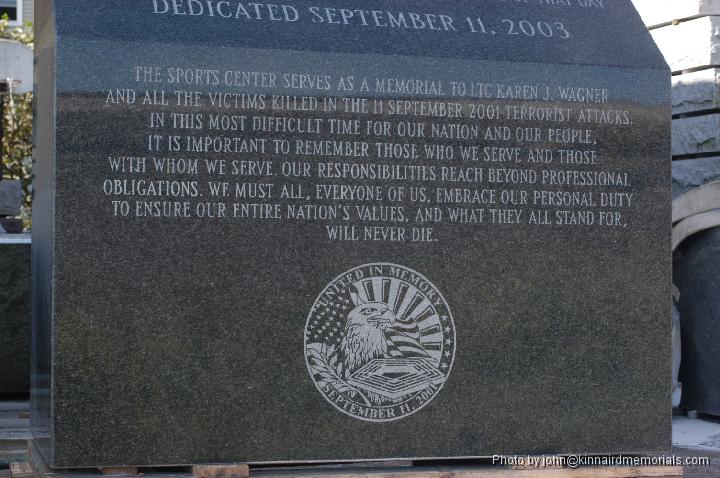 OF THAT DAY
DEDICATED SEPTEMBER 11, 2003
THE SPORTS CENTER SERVES AS A MEMORIAL TO LTC KAREN J. WAGNER
AND ALL THE VICTIMS KILLED IN THE 11 SEPTEMBER 2001 TERRORIST ATTACKS.
IN THIS MOST DIFFICULT TIME FOR OUR NATION AND OUR PEOPLE,
IT IS IMPORTANT TO REMEMBER THOSE WHO WE SERVE AND THOSE
WITH WHOM WE SERVE. OUR RESPONSIBILITIES REACH BEYOND PROFESSIONAL
OBLIGATIONS. WE MUST ALL, EVERYONE OF US, EMBRACE OUR PERSONAL DUTY
TO ENSURE OUR ENTIRE NATION'S VALUES, AND WHAT THEY ALL STAND FOR,
WILL NEVER DIE.
UNITED IN MEMORY
SEPTEMBER 11, 2001
Photo by john@kinnairdmemorials.com